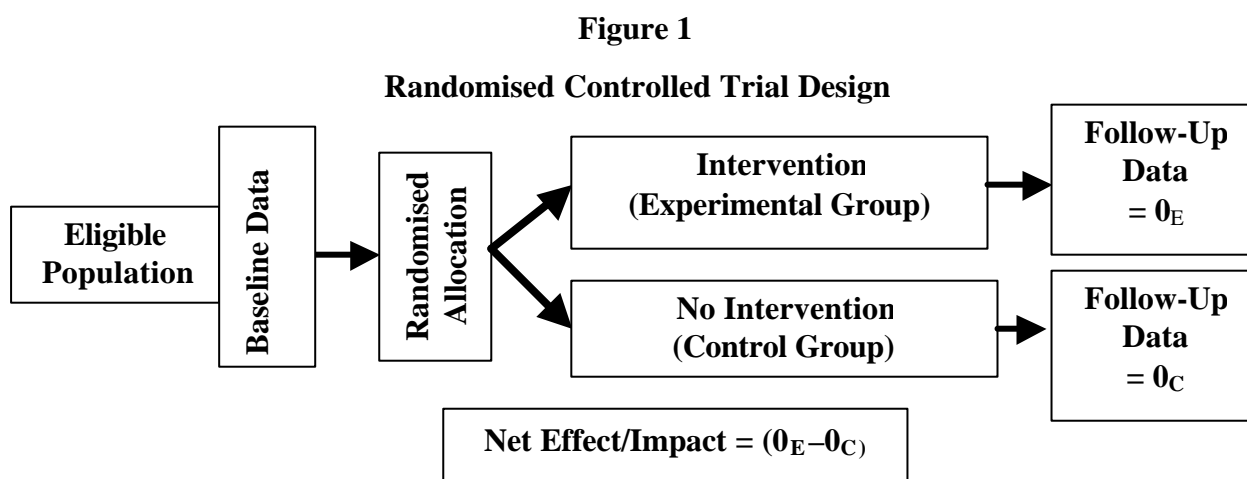 Figure 1
Randomised Controlled Trial Design
Eligible
Population
Baseline Data
Randomised
Allocation
Intervention
(Experimental Group)
Follow-Up
Data
= 0E
No Intervention
(Control Group)
Follow-Up
Data
= 0C
Net Effect/Impact = (0E–0C)